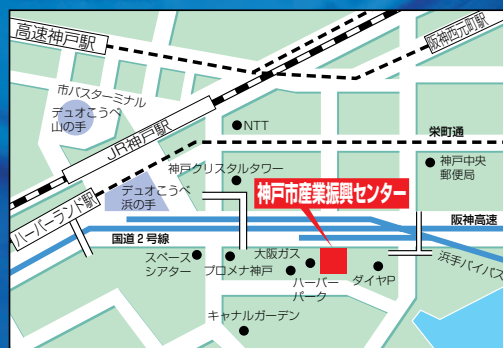 高速神戸駅
阪神西元町駅
市バスターミナル
デュオこうべ
山の手
JR神戸駅
NTT
栄町通
神戸クリスタルタワー
神戸中央
郵便局
デュオこうべ
浜の手
神戸市産業振興センター
ハーバーランド駅
阪神高速
国道2号線
スペース
シアター
プロメナ神戸
大阪ガス
ハーバー
パーク
ダイヤP
浜手バイパス
キャナルガーデン